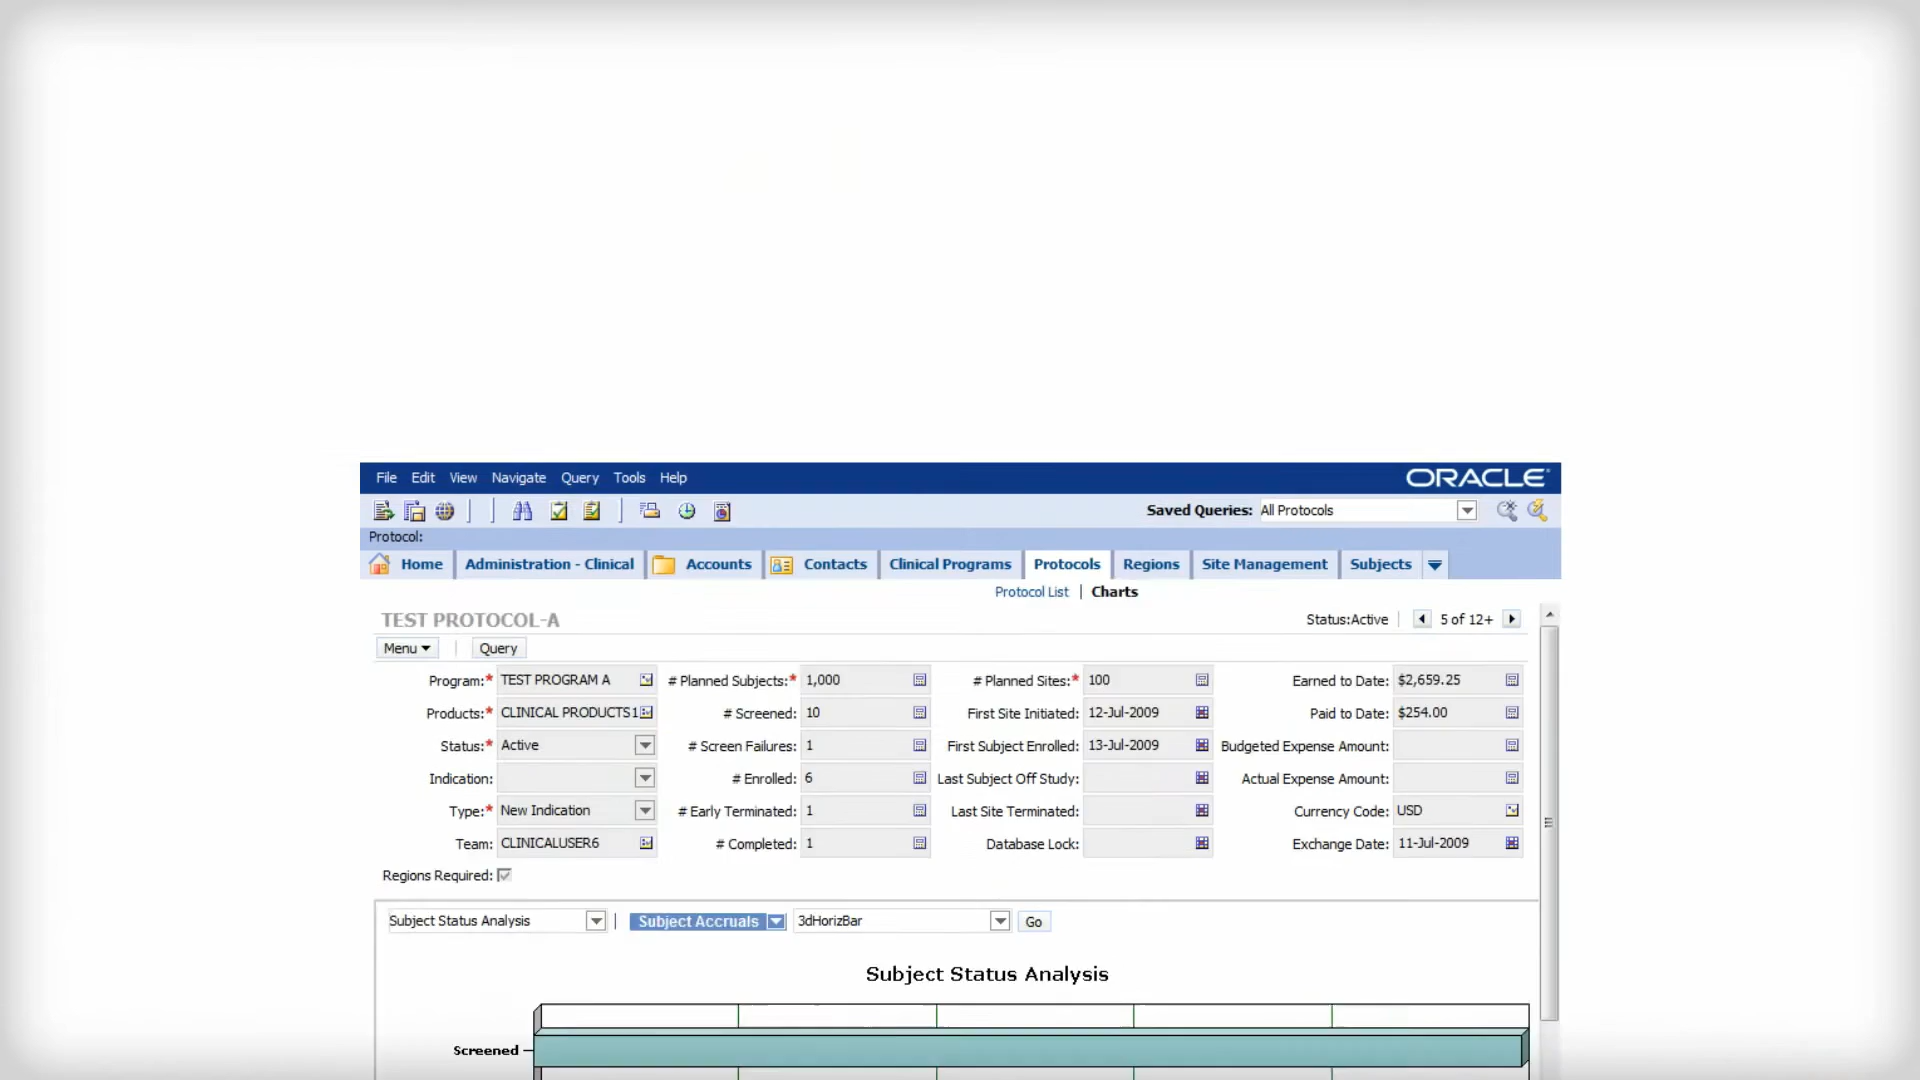 File Edit View Navigate Query Tools Help ORACLE
Saved Queries: All Protocols
Protocol:
Home Administration - Clinical Accounts Contacts Clinical Programs Protocols Regions Site Management Subjects
Protocol List | Charts
TEST PROTOCOL-A Status:Active 5 of 12+
Menu Query
Program:* TEST PROGRAM A # Planned Subjects:* 1,000 # Planned Sites:* 100 Earned to Date: $2,659.25
Products:* CLINICAL PRODUCTS1 # Screened: 10 First Site Initiated: 12-Jul-2009 Paid to Date: $254.00
Status:* Active # Screen Failures: 1 First Subject Enrolled: 13-Jul-2009 Budgeted Expense Amount:
Indication: # Enrolled: 6 Last Subject Off Study: Actual Expense Amount:
Type:* New Indication # Early Terminated: 1 Last Site Terminated: Currency Code: USD
Team: CLINICALUSER6 # Completed: 1 Database Lock: Exchange Date: 11-Jul-2009
Regions Required:
Subject Status Analysis | Subject Accruals 3dHorizBar Go
Subject Status Analysis
Screened